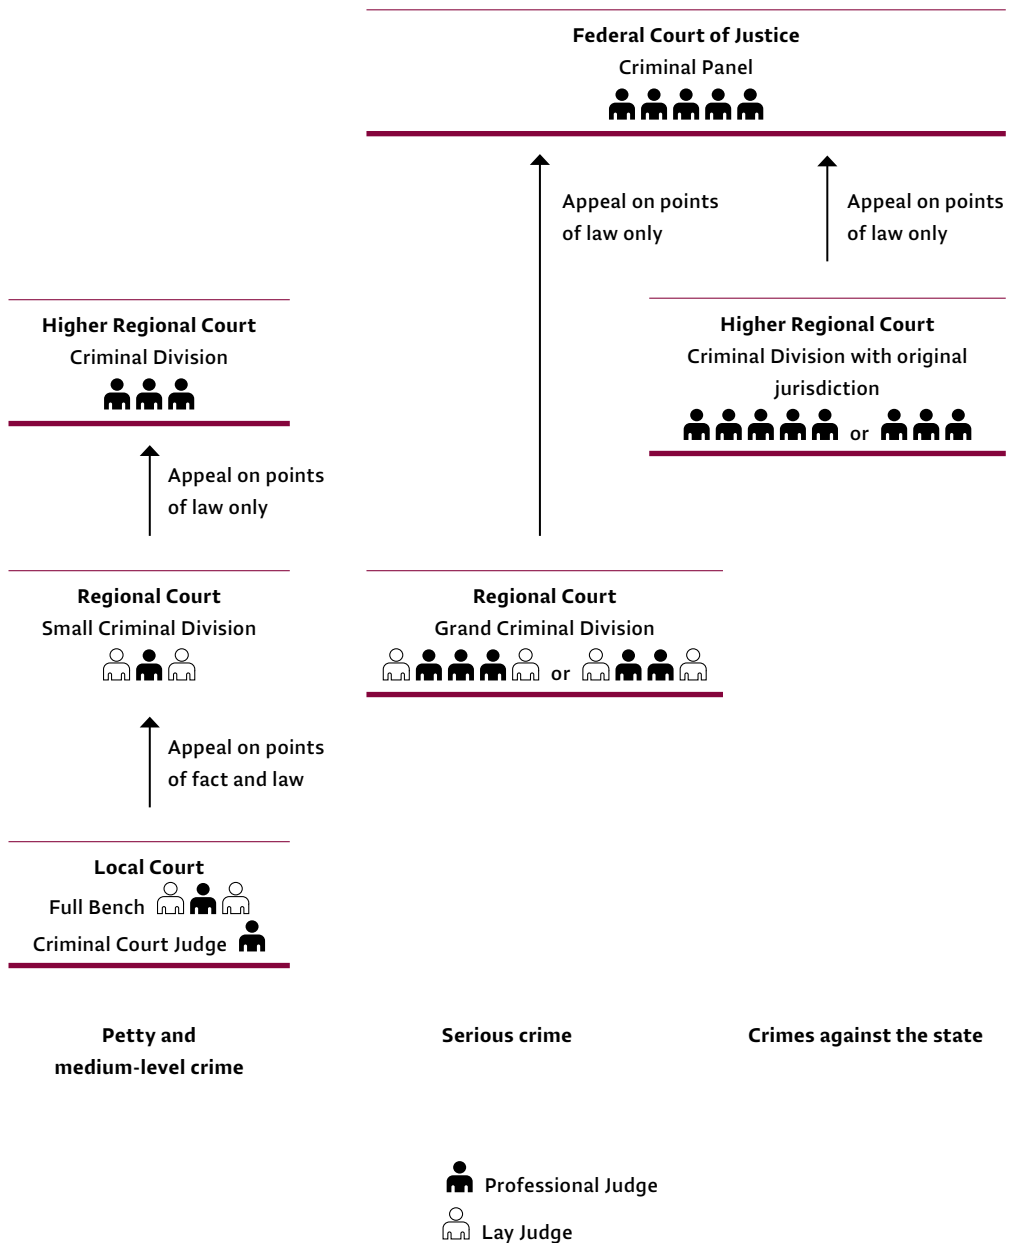 Federal Court of Justice
Criminal Panel
Appeal on points
of law only
Appeal on points
of law only
Higher Regional Court
Criminal Division
Higher Regional Court
Criminal Division with original
jurisdiction
or
Appeal on points
of law only
Regional Court
Small Criminal Division
Regional Court
Grand Criminal Division
or
Appeal on points
of fact and law
Local Court
Full Bench
Criminal Court Judge
Petty and
medium-level crime
Serious crime
Crimes against the state
Professional Judge
Lay Judge